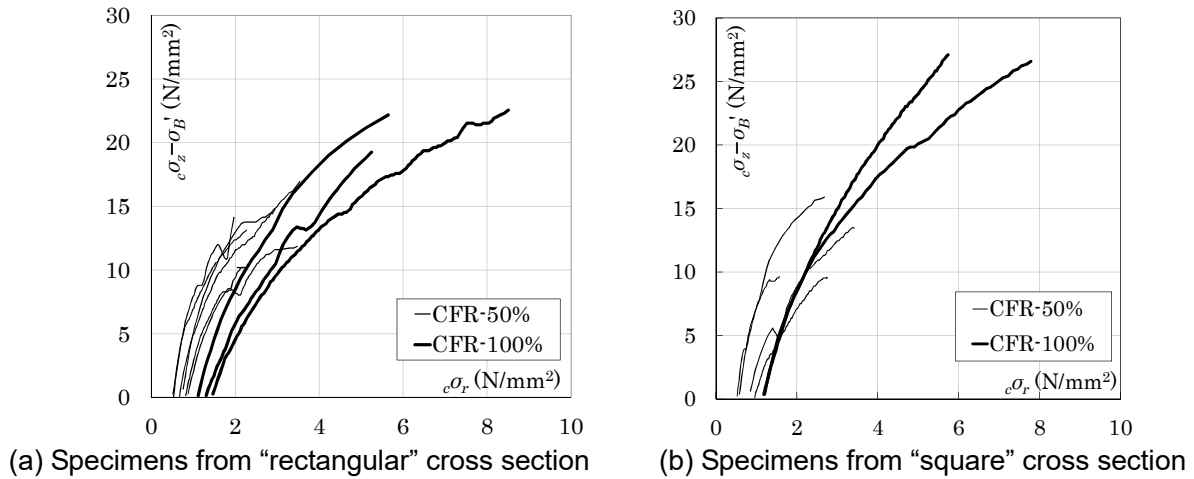 30
25
20
15
10
5
0
0 2 4 6 8 10
cσz−σB' (N/mm²)
CFR-50%
CFR-100%
cσr (N/mm²)
(a) Specimens from “rectangular” cross section
30
25
20
15
10
5
0
0 2 4 6 8 10
cσz−σB' (N/mm²)
CFR-50%
CFR-100%
cσr (N/mm²)
(b) Specimens from “square” cross section